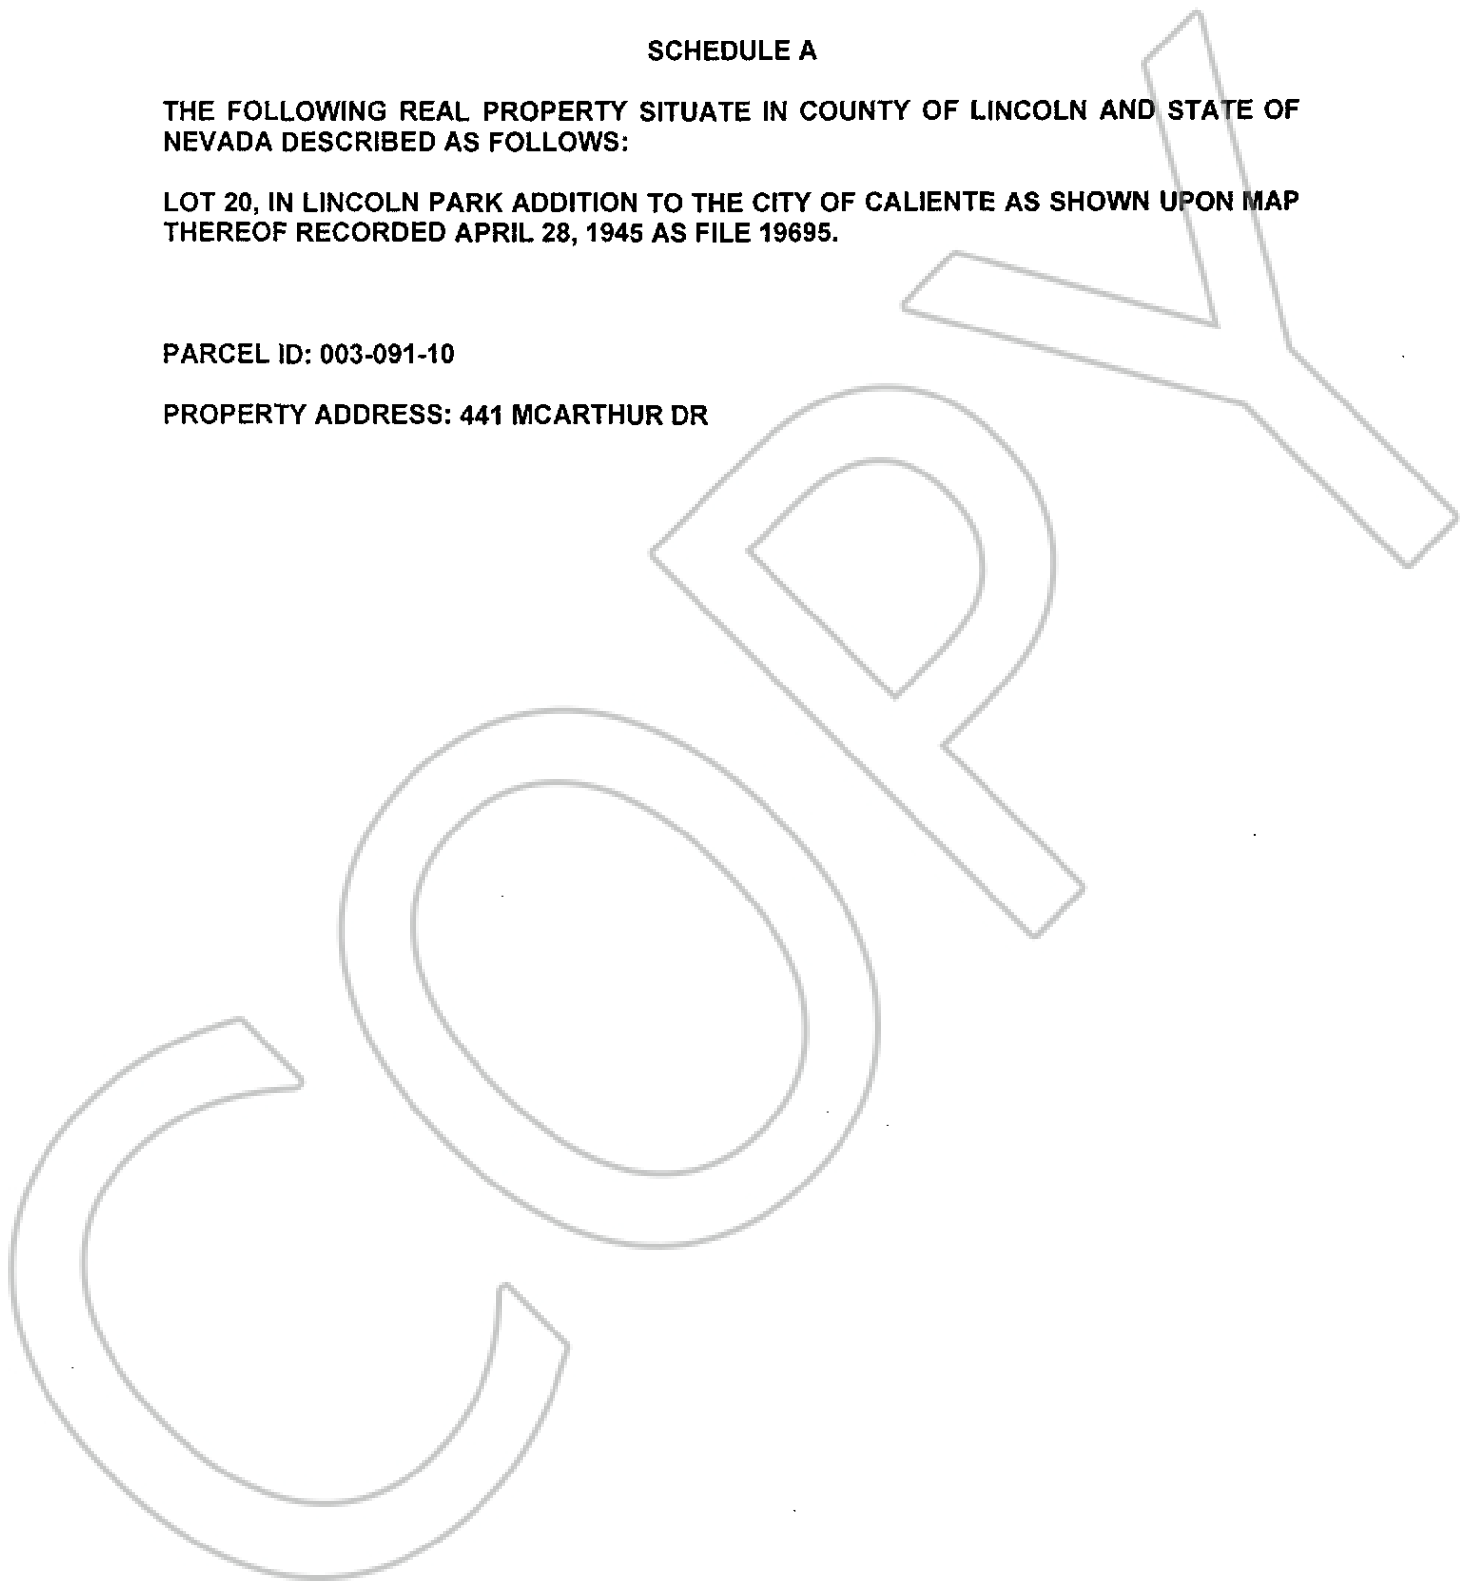 SCHEDULE A
THE FOLLOWING REAL PROPERTY SITUATE IN COUNTY OF LINCOLN AND STATE OF
NEVADA DESCRIBED AS FOLLOWS:
LOT 20, IN LINCOLN PARK ADDITION TO THE CITY OF CALIENTE AS SHOWN UPON MAP
THEREOF RECORDED APRIL 28, 1945 AS FILE 19695.
PARCEL ID: 003-091-10
PROPERTY ADDRESS: 441 MCARTHUR DR
COPY